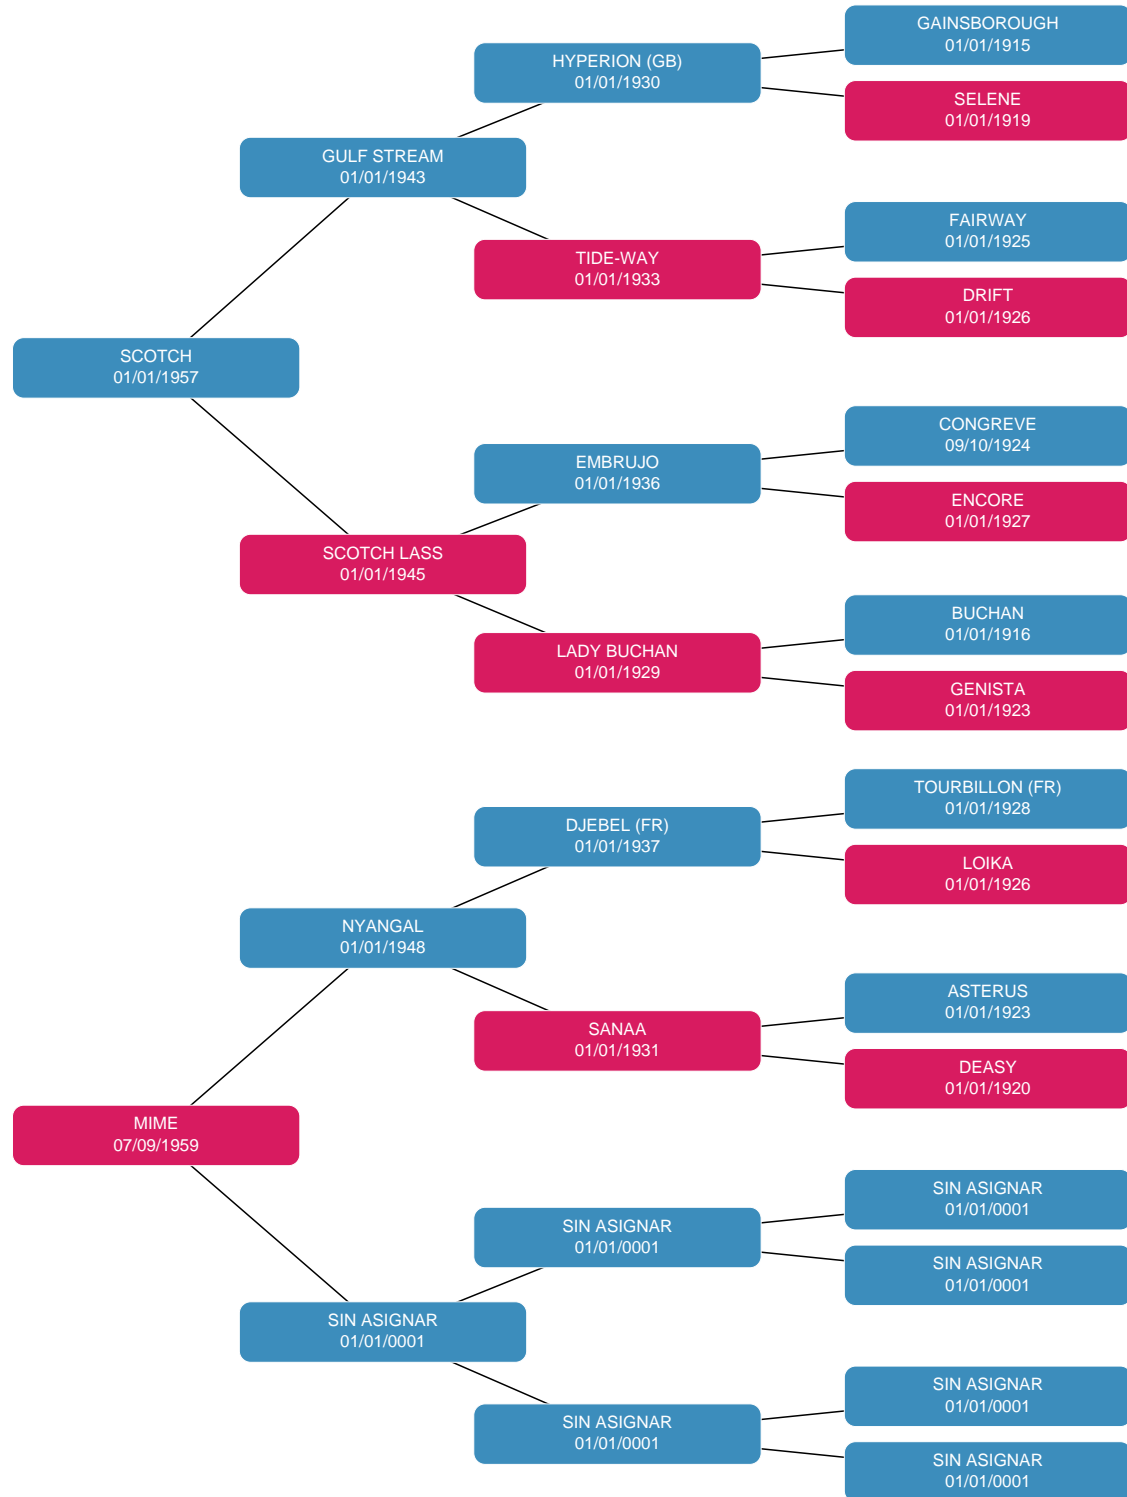 GAINSBOROUGH
01/01/1915
HYPERION (GB)
01/01/1930
SELENE
01/01/1919
GULF STREAM
01/01/1943
FAIRWAY
01/01/1925
TIDE-WAY
01/01/1933
DRIFT
01/01/1926
SCOTCH
01/01/1957
CONGREVE
09/10/1924
EMBRUJO
01/01/1936
ENCORE
01/01/1927
SCOTCH LASS
01/01/1945
BUCHAN
01/01/1916
LADY BUCHAN
01/01/1929
GENISTA
01/01/1923
TOURBILLON (FR)
01/01/1928
DJEBEL (FR)
01/01/1937
LOIKA
01/01/1926
NYANGAL
01/01/1948
ASTERUS
01/01/1923
SANAA
01/01/1931
DEASY
01/01/1920
MIME
07/09/1959
SIN ASIGNAR
01/01/0001
SIN ASIGNAR
01/01/0001
SIN ASIGNAR
01/01/0001
SIN ASIGNAR
01/01/0001
SIN ASIGNAR
01/01/0001
SIN ASIGNAR
01/01/0001
SIN ASIGNAR
01/01/0001